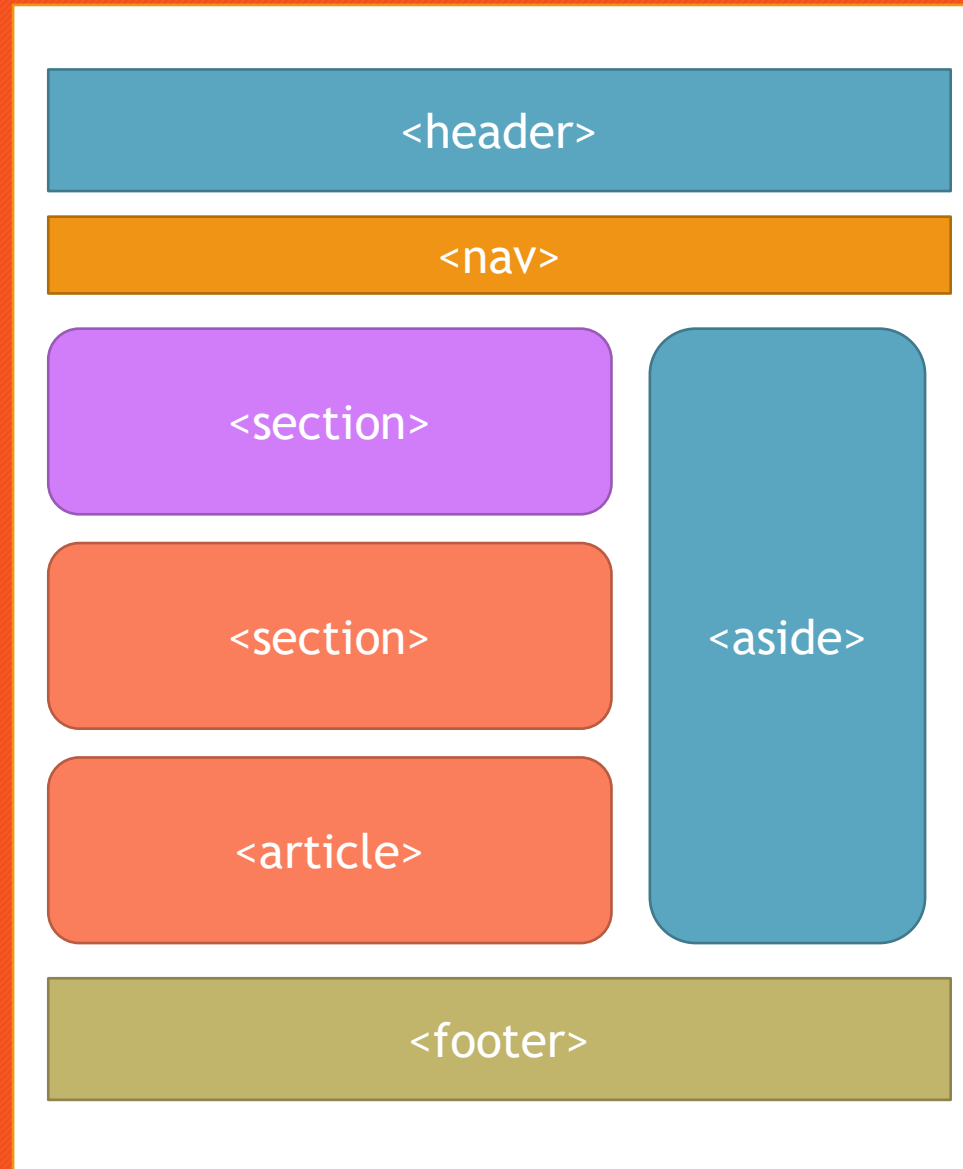 <header>
<nav>
<section>
<section>
<aside>
<article>
<footer>